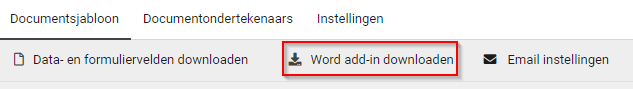 Documentsjabloon Documentondertekenaars Instellingen
Data- en formuliervelden downloaden Word add-in downloaden Email instellingen